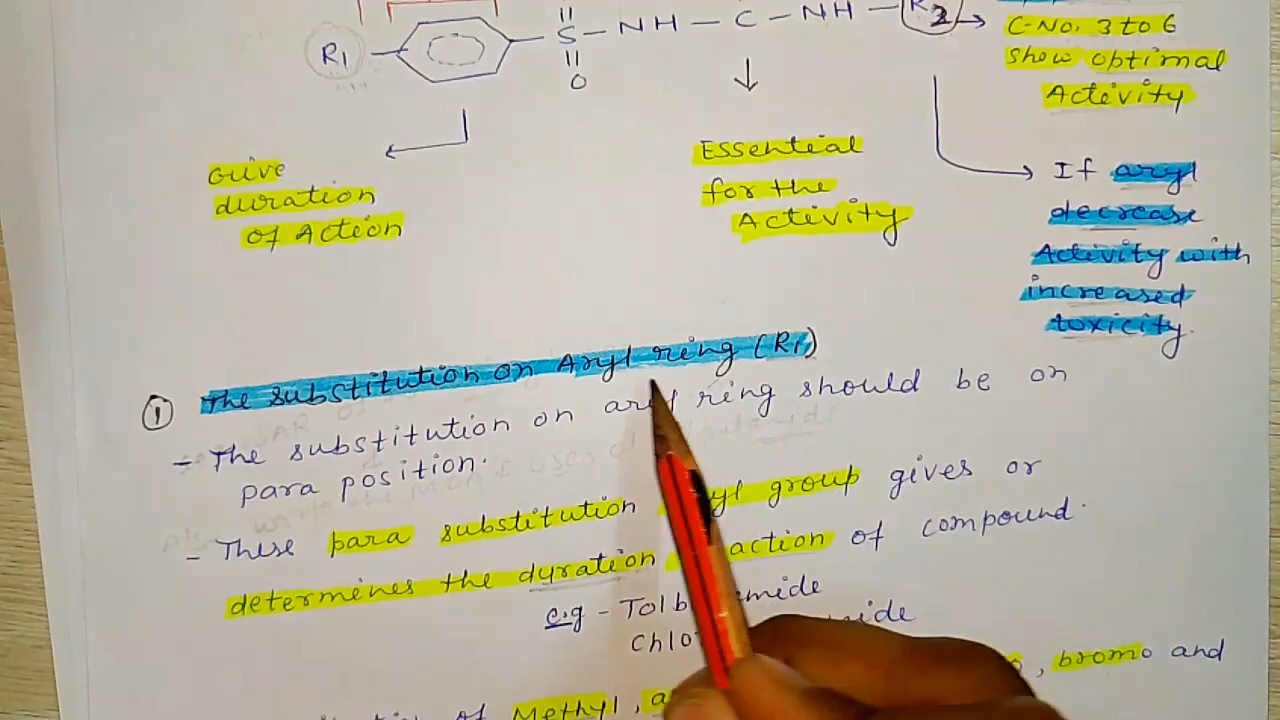 R1
S - NH - C - NH - R2
O
C-No. 3 to 6
show optimal
Activity
Give
duration
of Action
Essential
for the
Activity
If aryl
decrease
Activity with
increased
toxicity.
① The substitution on Aryl ring (R1)
- The substitution on aryl ring should be on
para position.
- These para substitution group gives or
determines the duration action of compound.
e.g -
Methyl , , bromo and